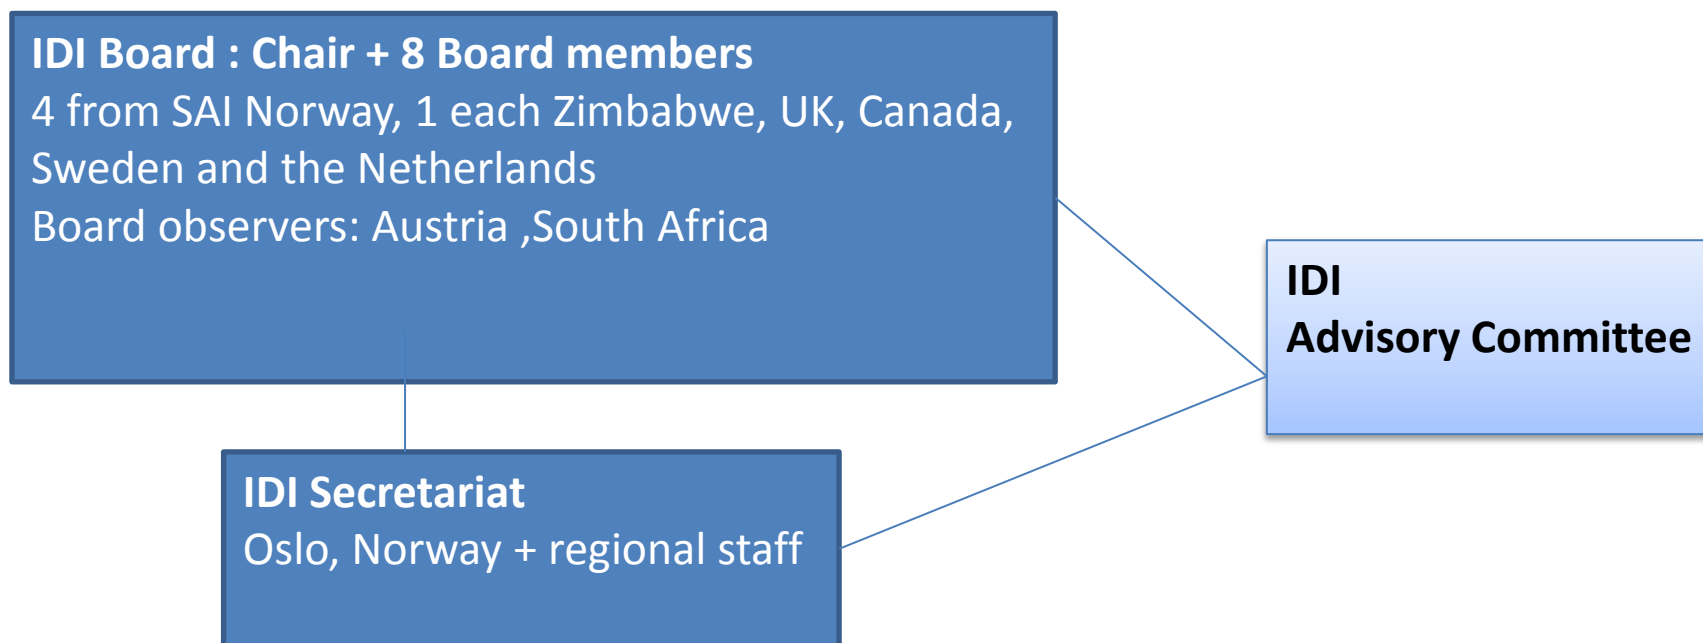 IDI Board : Chair + 8 Board members
4 from SAI Norway, 1 each Zimbabwe, UK, Canada,
Sweden and the Netherlands
Board observers: Austria ,South Africa
IDI
Advisory Committee
IDI Secretariat
Oslo, Norway + regional staff